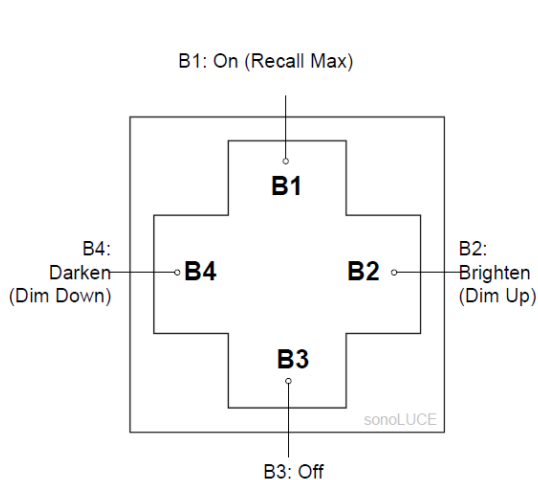 B1: On (Recall Max)
B1
B4:
Darken
(Dim Down)
B4
B2
B2:
Brighten
(Dim Up)
B3
sonoLUCE
B3: Off